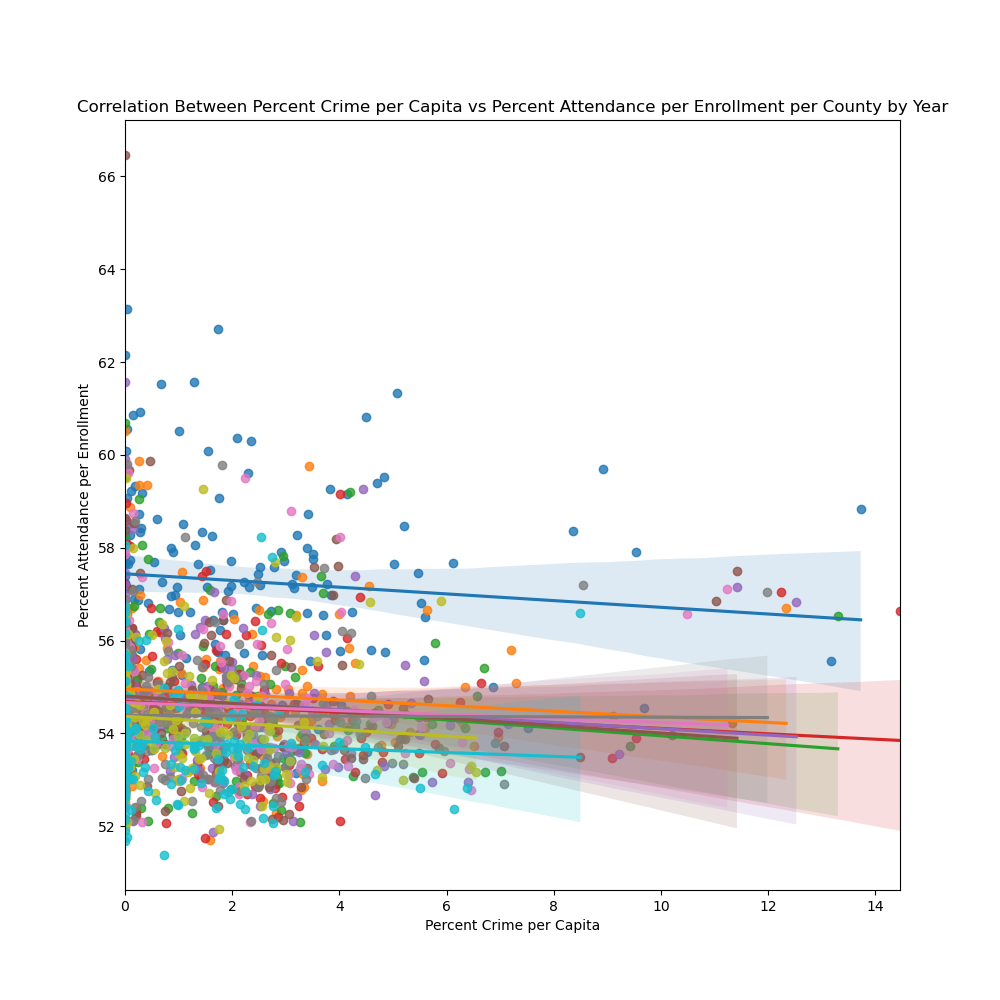 Correlation Between Percent Crime per Capita vs Percent Attendance per Enrollment per County by Year
66
64
62
60
58
56
54
52
Percent Attendance per Enrollment
0 2 4 6 8 10 12 14
Percent Crime per Capita